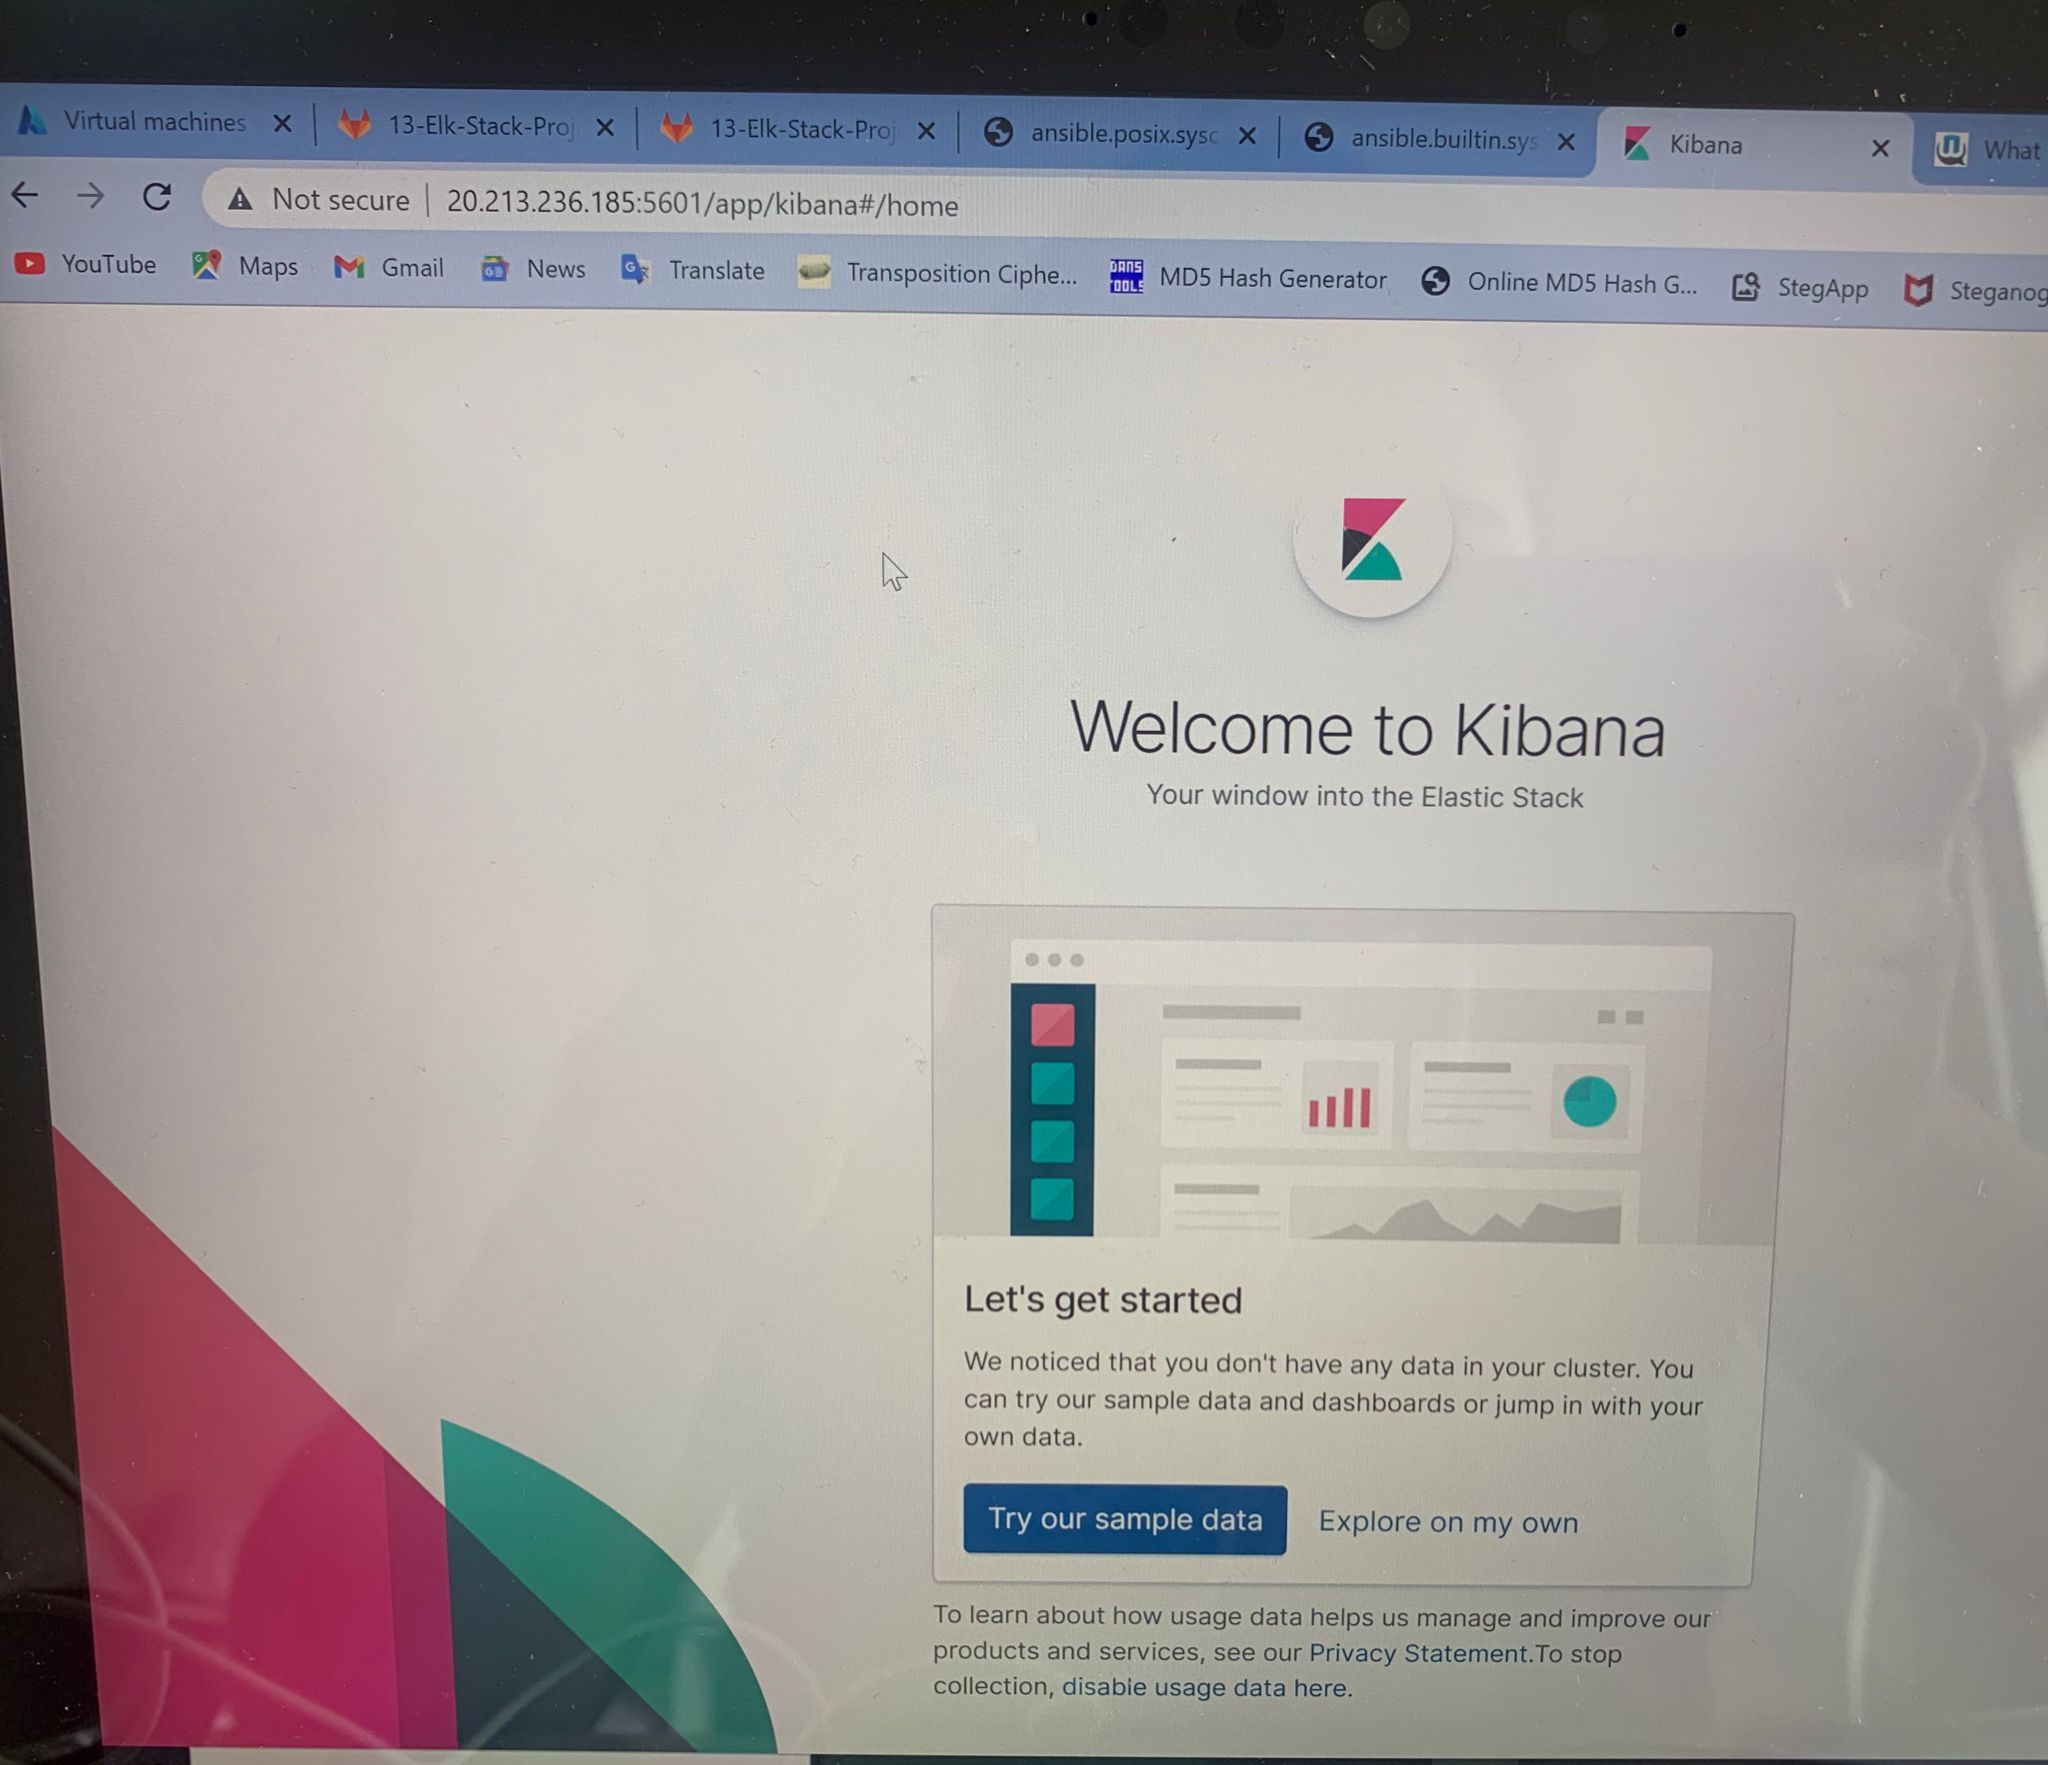 Virtual machines
13-Elk-Stack-Proj
13-Elk-Stack-Proj
ansible.posix.sysc
ansible.builtin.sys
Kibana
What
Not secure | 20.213.236.185:5601/app/kibana#/home
YouTube
Maps
Gmail
News
Translate
Transposition Ciphe...
DANS TOOLS
MD5 Hash Generator
Online MD5 Hash G...
StegApp
Steganog
Welcome to Kibana
Your window into the Elastic Stack
Let's get started
We noticed that you don't have any data in your cluster. You
can try our sample data and dashboards or jump in with your
own data.
Try our sample data
Explore on my own
To learn about how usage data helps us manage and improve our
products and services, see our Privacy Statement.To stop
collection, disable usage data here.